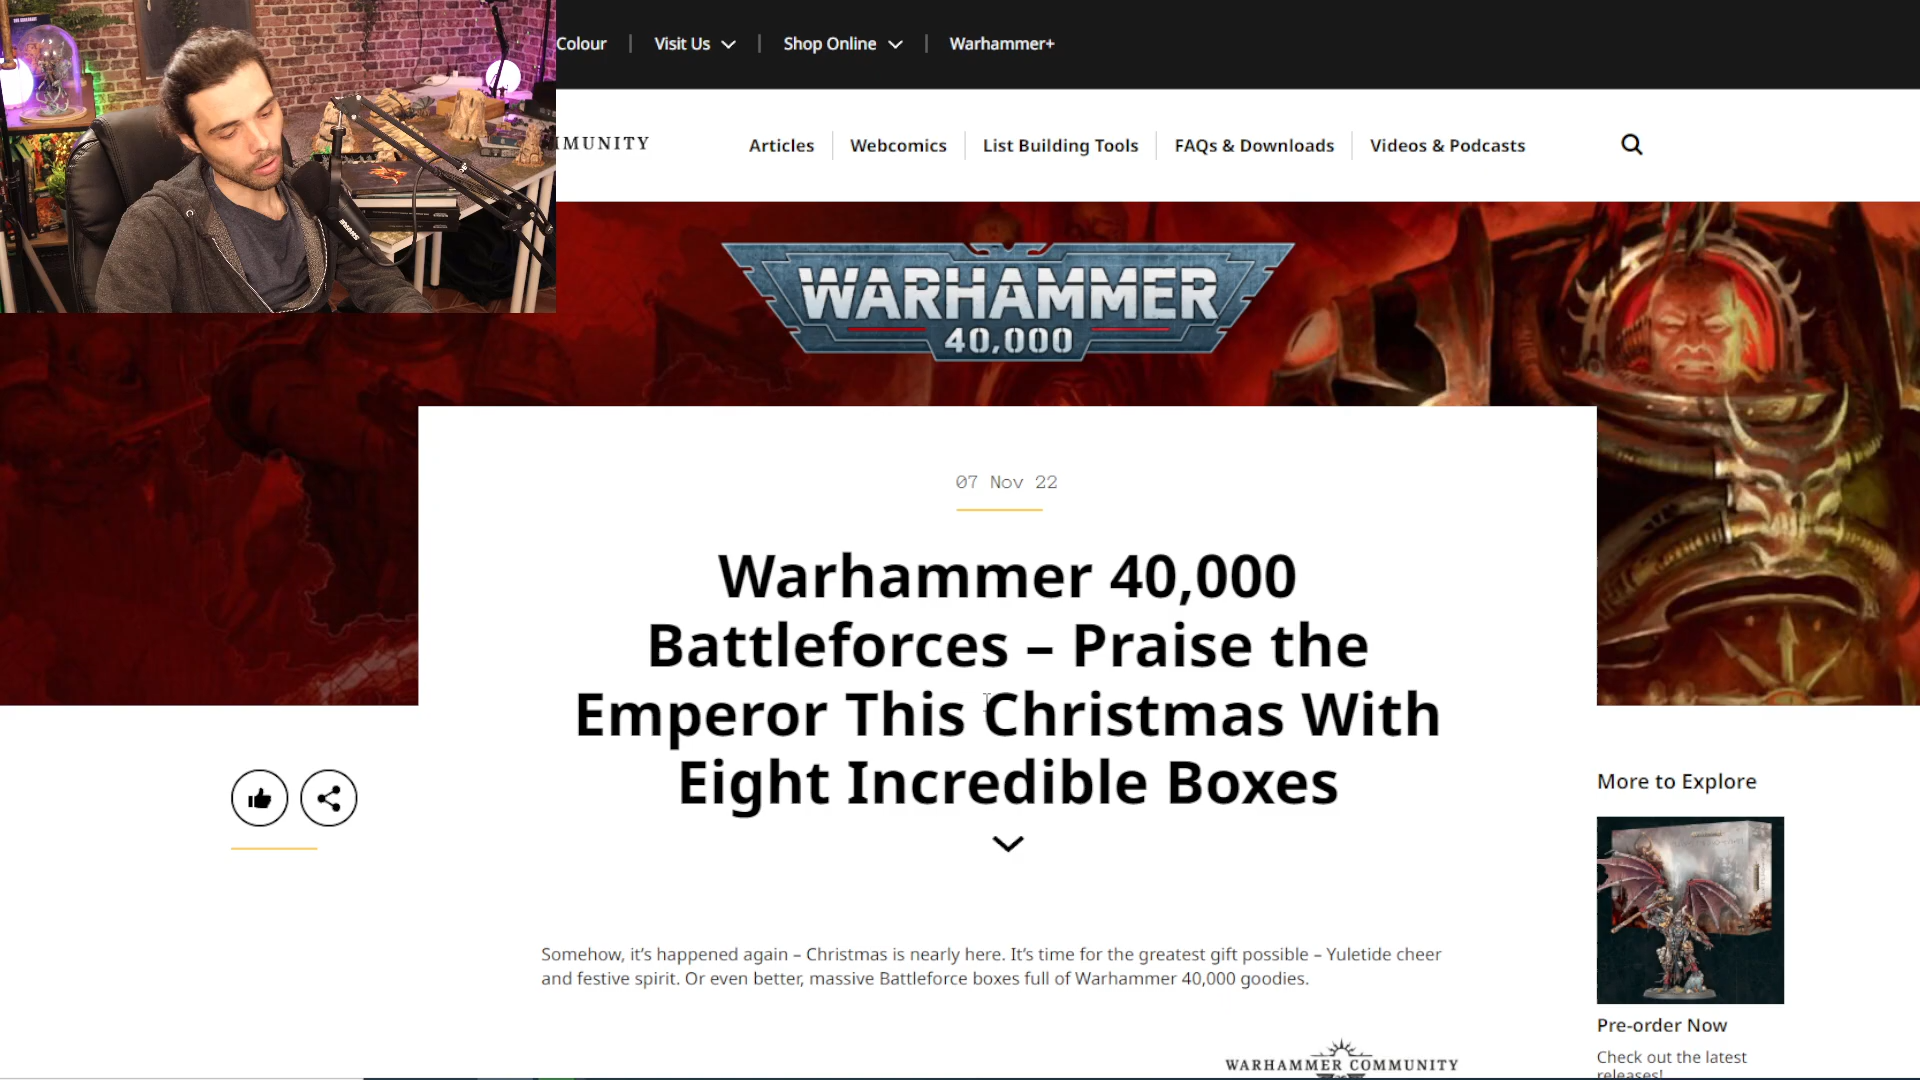 Colour
Visit Us
Shop Online
Warhammer+
MMUNITY
Articles
Webcomics
List Building Tools
FAQs & Downloads
Videos & Podcasts
WARHAMMER
40,000
07 Nov 22
Warhammer 40,000
Battleforces – Praise the
Emperor This Christmas With
Eight Incredible Boxes
Somehow, it's happened again – Christmas is nearly here. It's time for the greatest gift possible – Yuletide cheer
and festive spirit. Or even better, massive Battleforce boxes full of Warhammer 40,000 goodies.
WARHAMMER COMMUNITY
More to Explore
Pre-order Now
Check out the latest
releases!